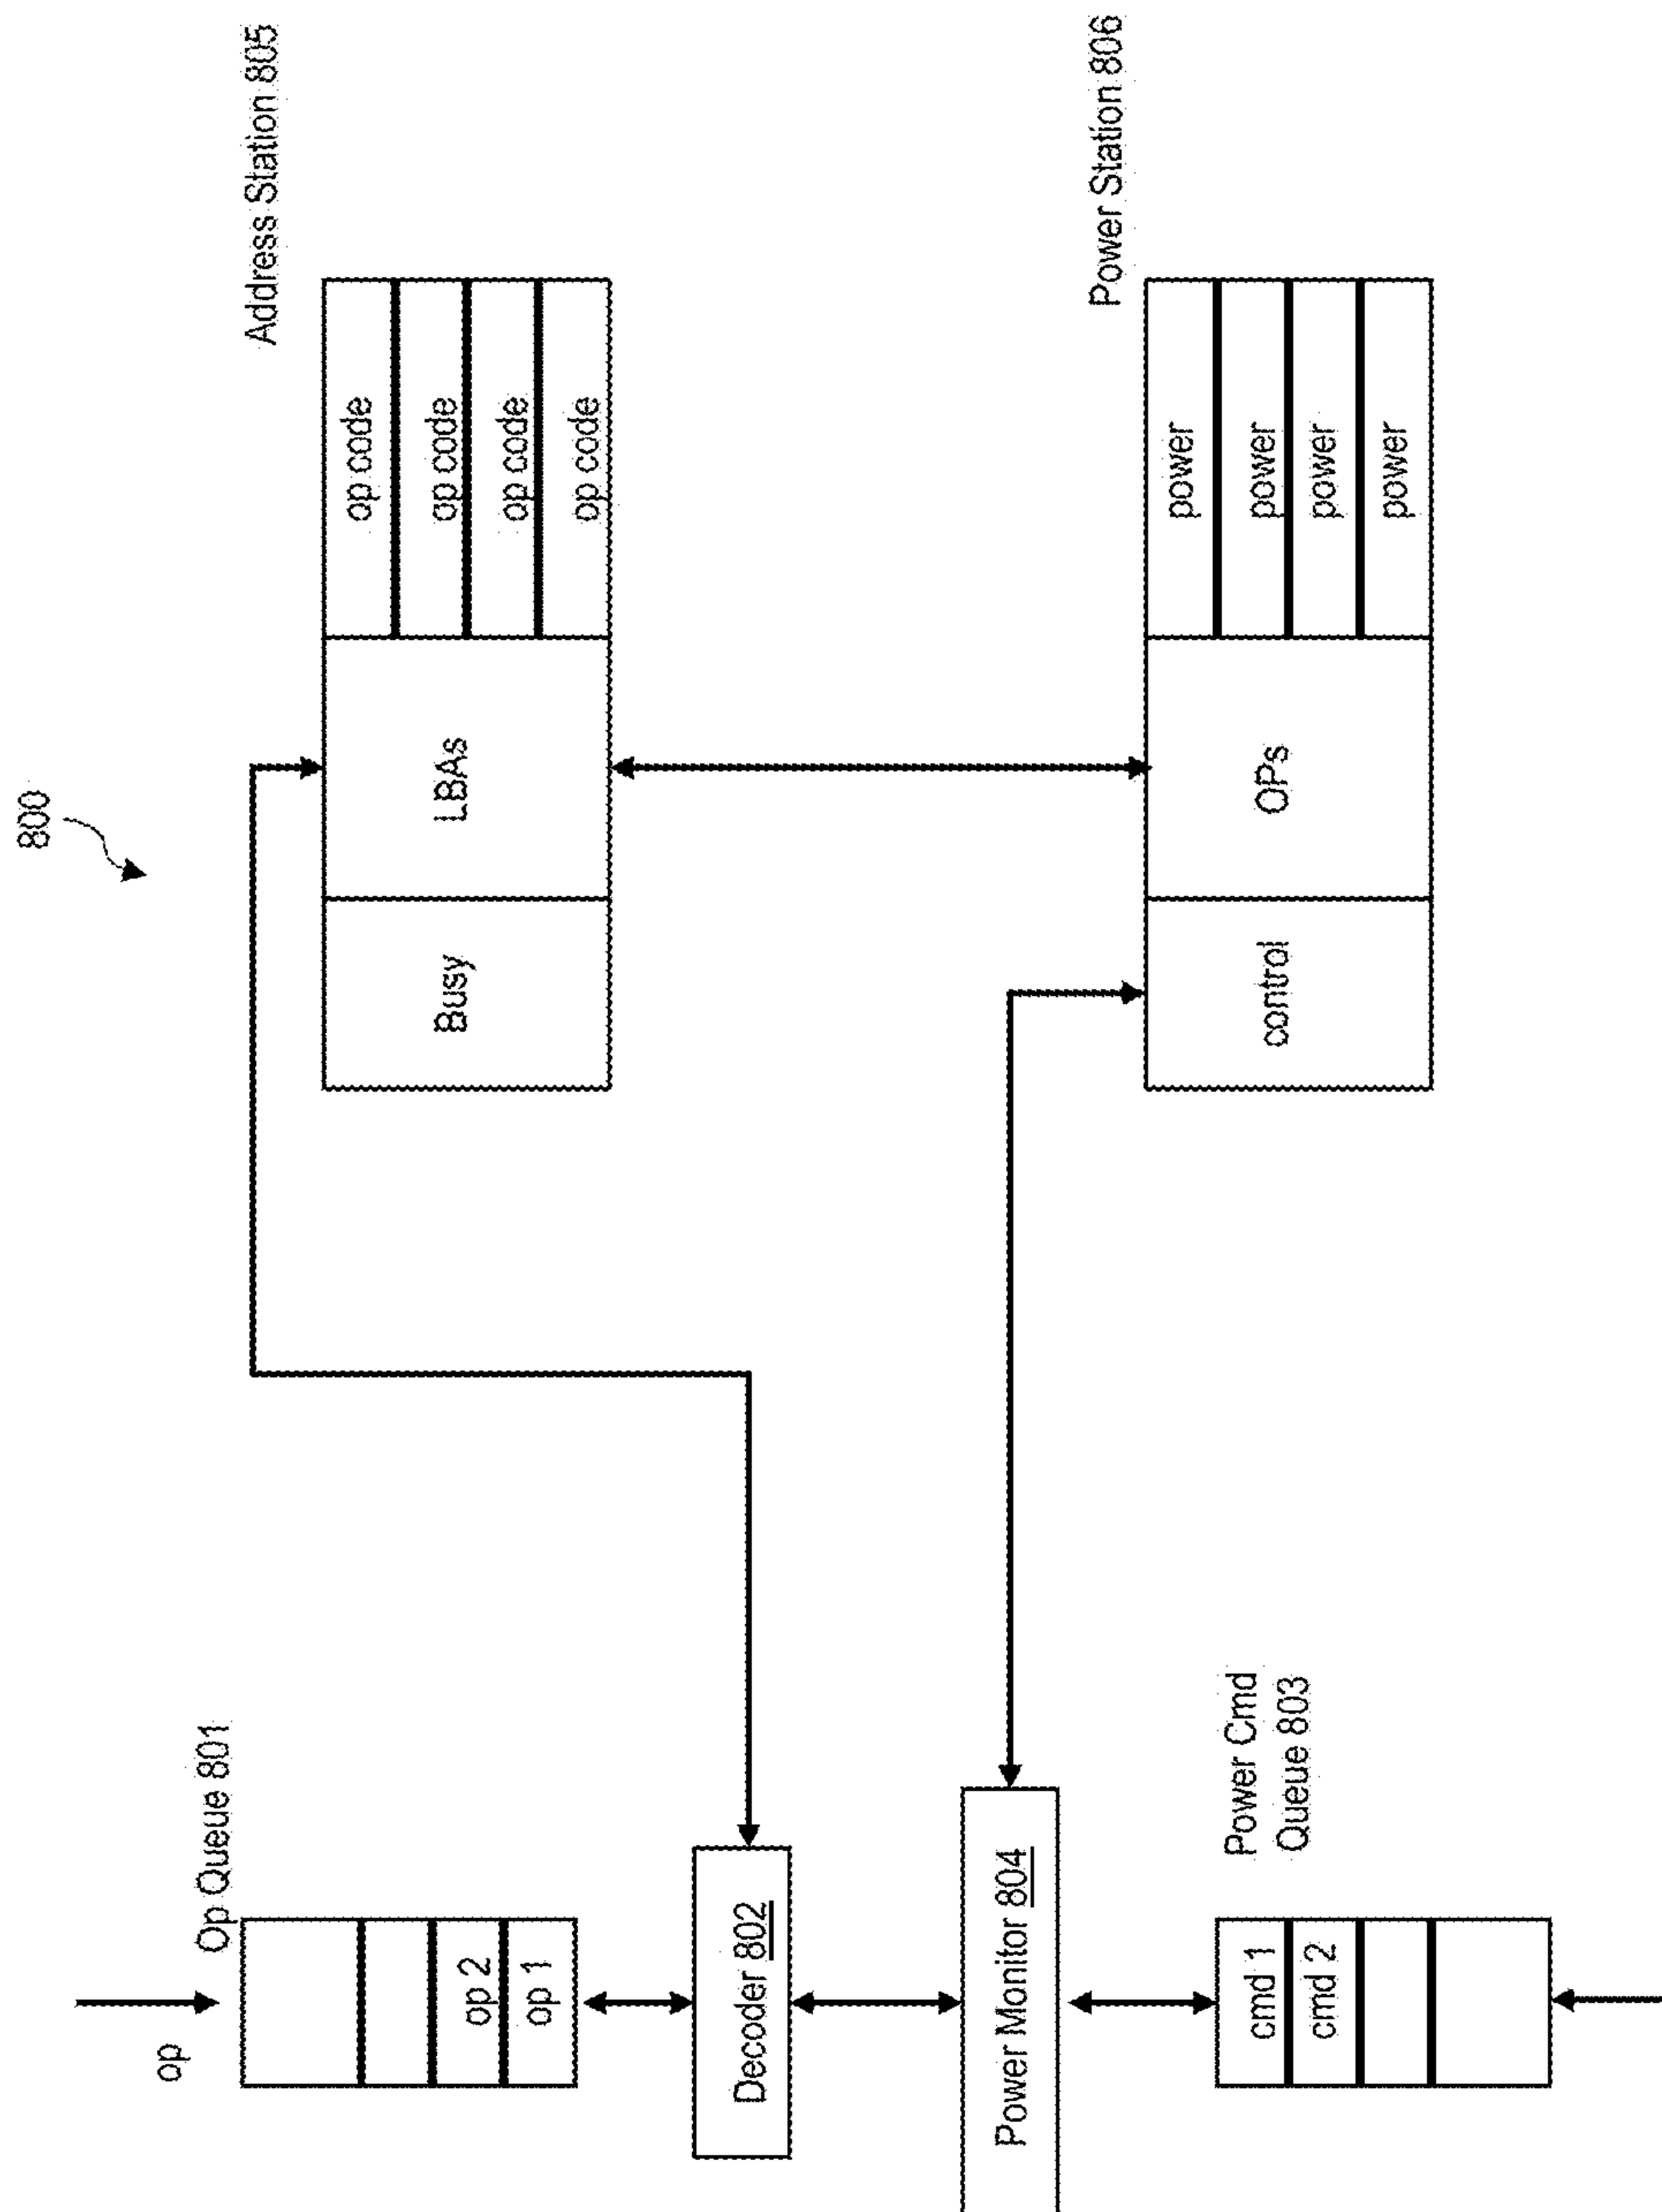 800
op
Op Queue 801
op 2
op 1
Decoder 802
Power Monitor 804
Power Cmd
Queue 803
cmd 1
cmd 2
Address Station 805
Busy
LBAs
op code
op code
op code
op code
Power Station 806
control
OPs
power
power
power
power